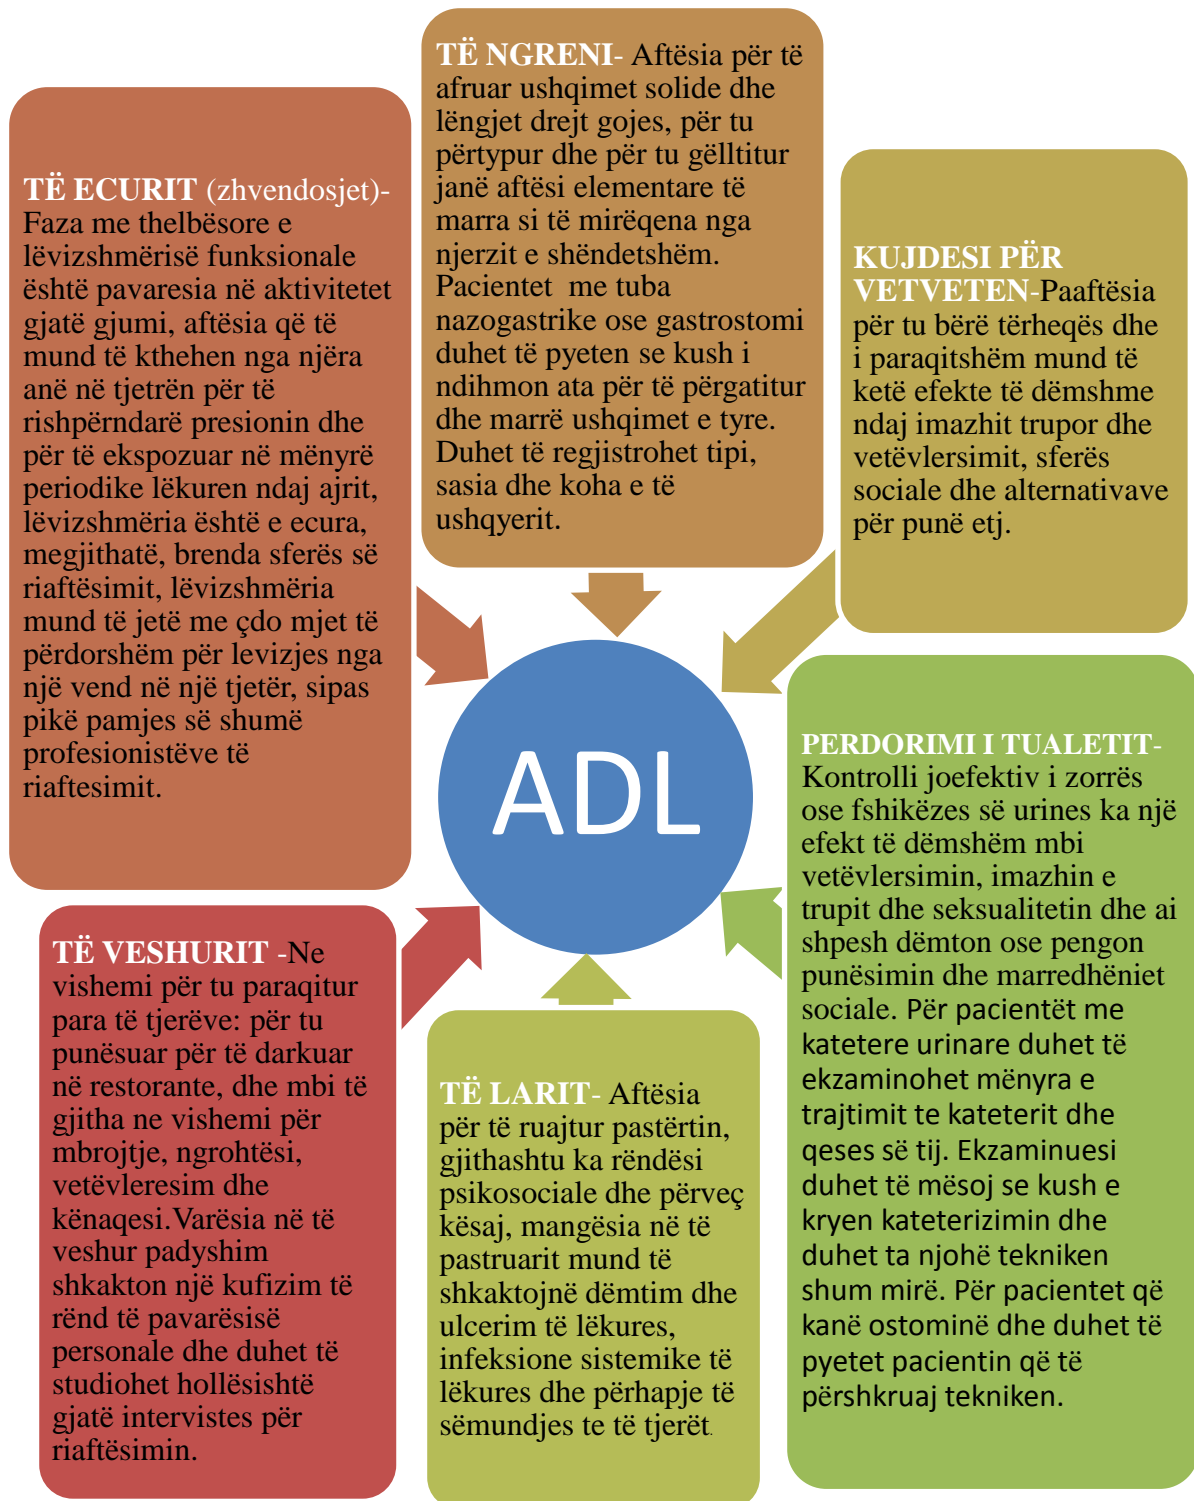 TË NGRENI- Aftësia për të
afruar ushqimet solide dhe
lëngjet drejt gojes, për tu
përtypur dhe për tu gëlltitur
janë aftësi elementare të
marra si të mirëqena nga
njerzit e shëndetshëm.
Pacientet me tuba
nazogastrike ose gastrostomi
duhet të pyeten se kush i
ndihmon ata për të përgatitur
dhe marrë ushqimet e tyre.
Duhet të regjistrohet tipi,
sasia dhe koha e të
ushqyerit.
TË ECURIT (zhvendosjet)-
Faza me thelbësore e
lëvizshmërisë funksionale
është pavaresia në aktivitetet
gjatë gjumi, aftësia që të
mund të kthehen nga njëra
anë në tjetrën për të
rishpërndarë presionin dhe
për të ekspozuar në mënyrë
periodike lëkuren ndaj ajrit,
lëvizshmëria është e ecura,
megjithatë, brenda sferës së
riaftësimit, lëvizshmëria
mund të jetë me çdo mjet të
përdorshëm për levizjes nga
një vend në një tjetër, sipas
pikë pamjes së shumë
profesionistëve të
riaftesimit.
KUJDESI PËR
VETVETEN-Paaftësia
për tu bërë tërheqës dhe
i paraqitshëm mund të
ketë efekte të dëmshme
ndaj imazhit trupor dhe
vetëvlersimit, sferës
sociale dhe alternativave
për punë etj.
ADL
PERDORIMI I TUALETIT-
Kontrolli joefektiv i zorrës
ose fshikëzes së urines ka një
efekt të dëmshëm mbi
vetëvlersimin, imazhin e
trupit dhe seksualitetin dhe ai
shpesh dëmton ose pengon
punësimin dhe marredhëniet
sociale. Për pacientët me
katetere urinare duhet të
ekzaminohet mënyra e
trajtimit te kateterit dhe
qeses së tij. Ekzaminuesi
duhet të mësoj se kush e
kryen kateterizimin dhe
duhet ta njohë tekniken
shum mirë. Për pacientet që
kanë ostominë dhe duhet të
pyetet pacientin që të
përshkruaj tekniken.
TË VESHURIT -Ne
vishemi për tu paraqitur
para të tjerëve: për tu
punësuar për të darkuar
në restorante, dhe mbi të
gjitha ne vishemi për
mbrojtje, ngrohtësi,
vetëvleresim dhe
kënaqesi.Varësia në të
veshur padyshim
shkakton një kufizim të
rënd të pavarësisë
personale dhe duhet të
studiohet hollësishtë
gjatë intervistes për
riaftësimin.
TË LARIT- Aftësia
për të ruajtur pastërtin,
gjithashtu ka rëndësi
psikosociale dhe përveç
kësaj, mangësia në të
pastruarit mund të
shkaktojnë dëmtim dhe
ulcerim të lëkures,
infeksione sistemike të
lëkures dhe përhapje të
sëmundjes te të tjerët.